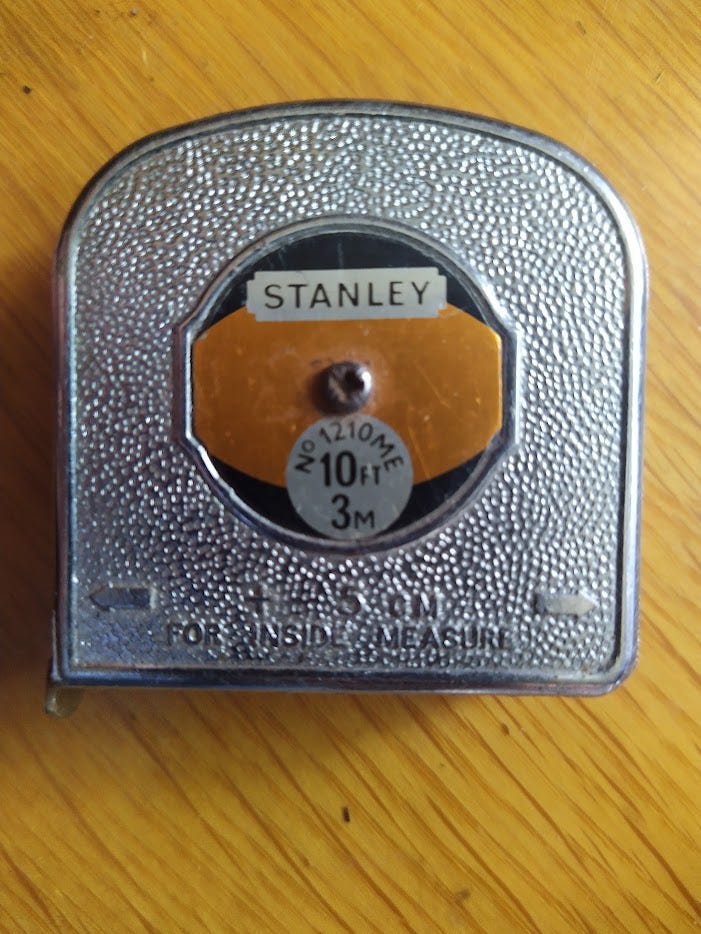 STANLEY
No 1210ME
10FT
3M
+ 5 CM
FOR INSIDE MEASURE